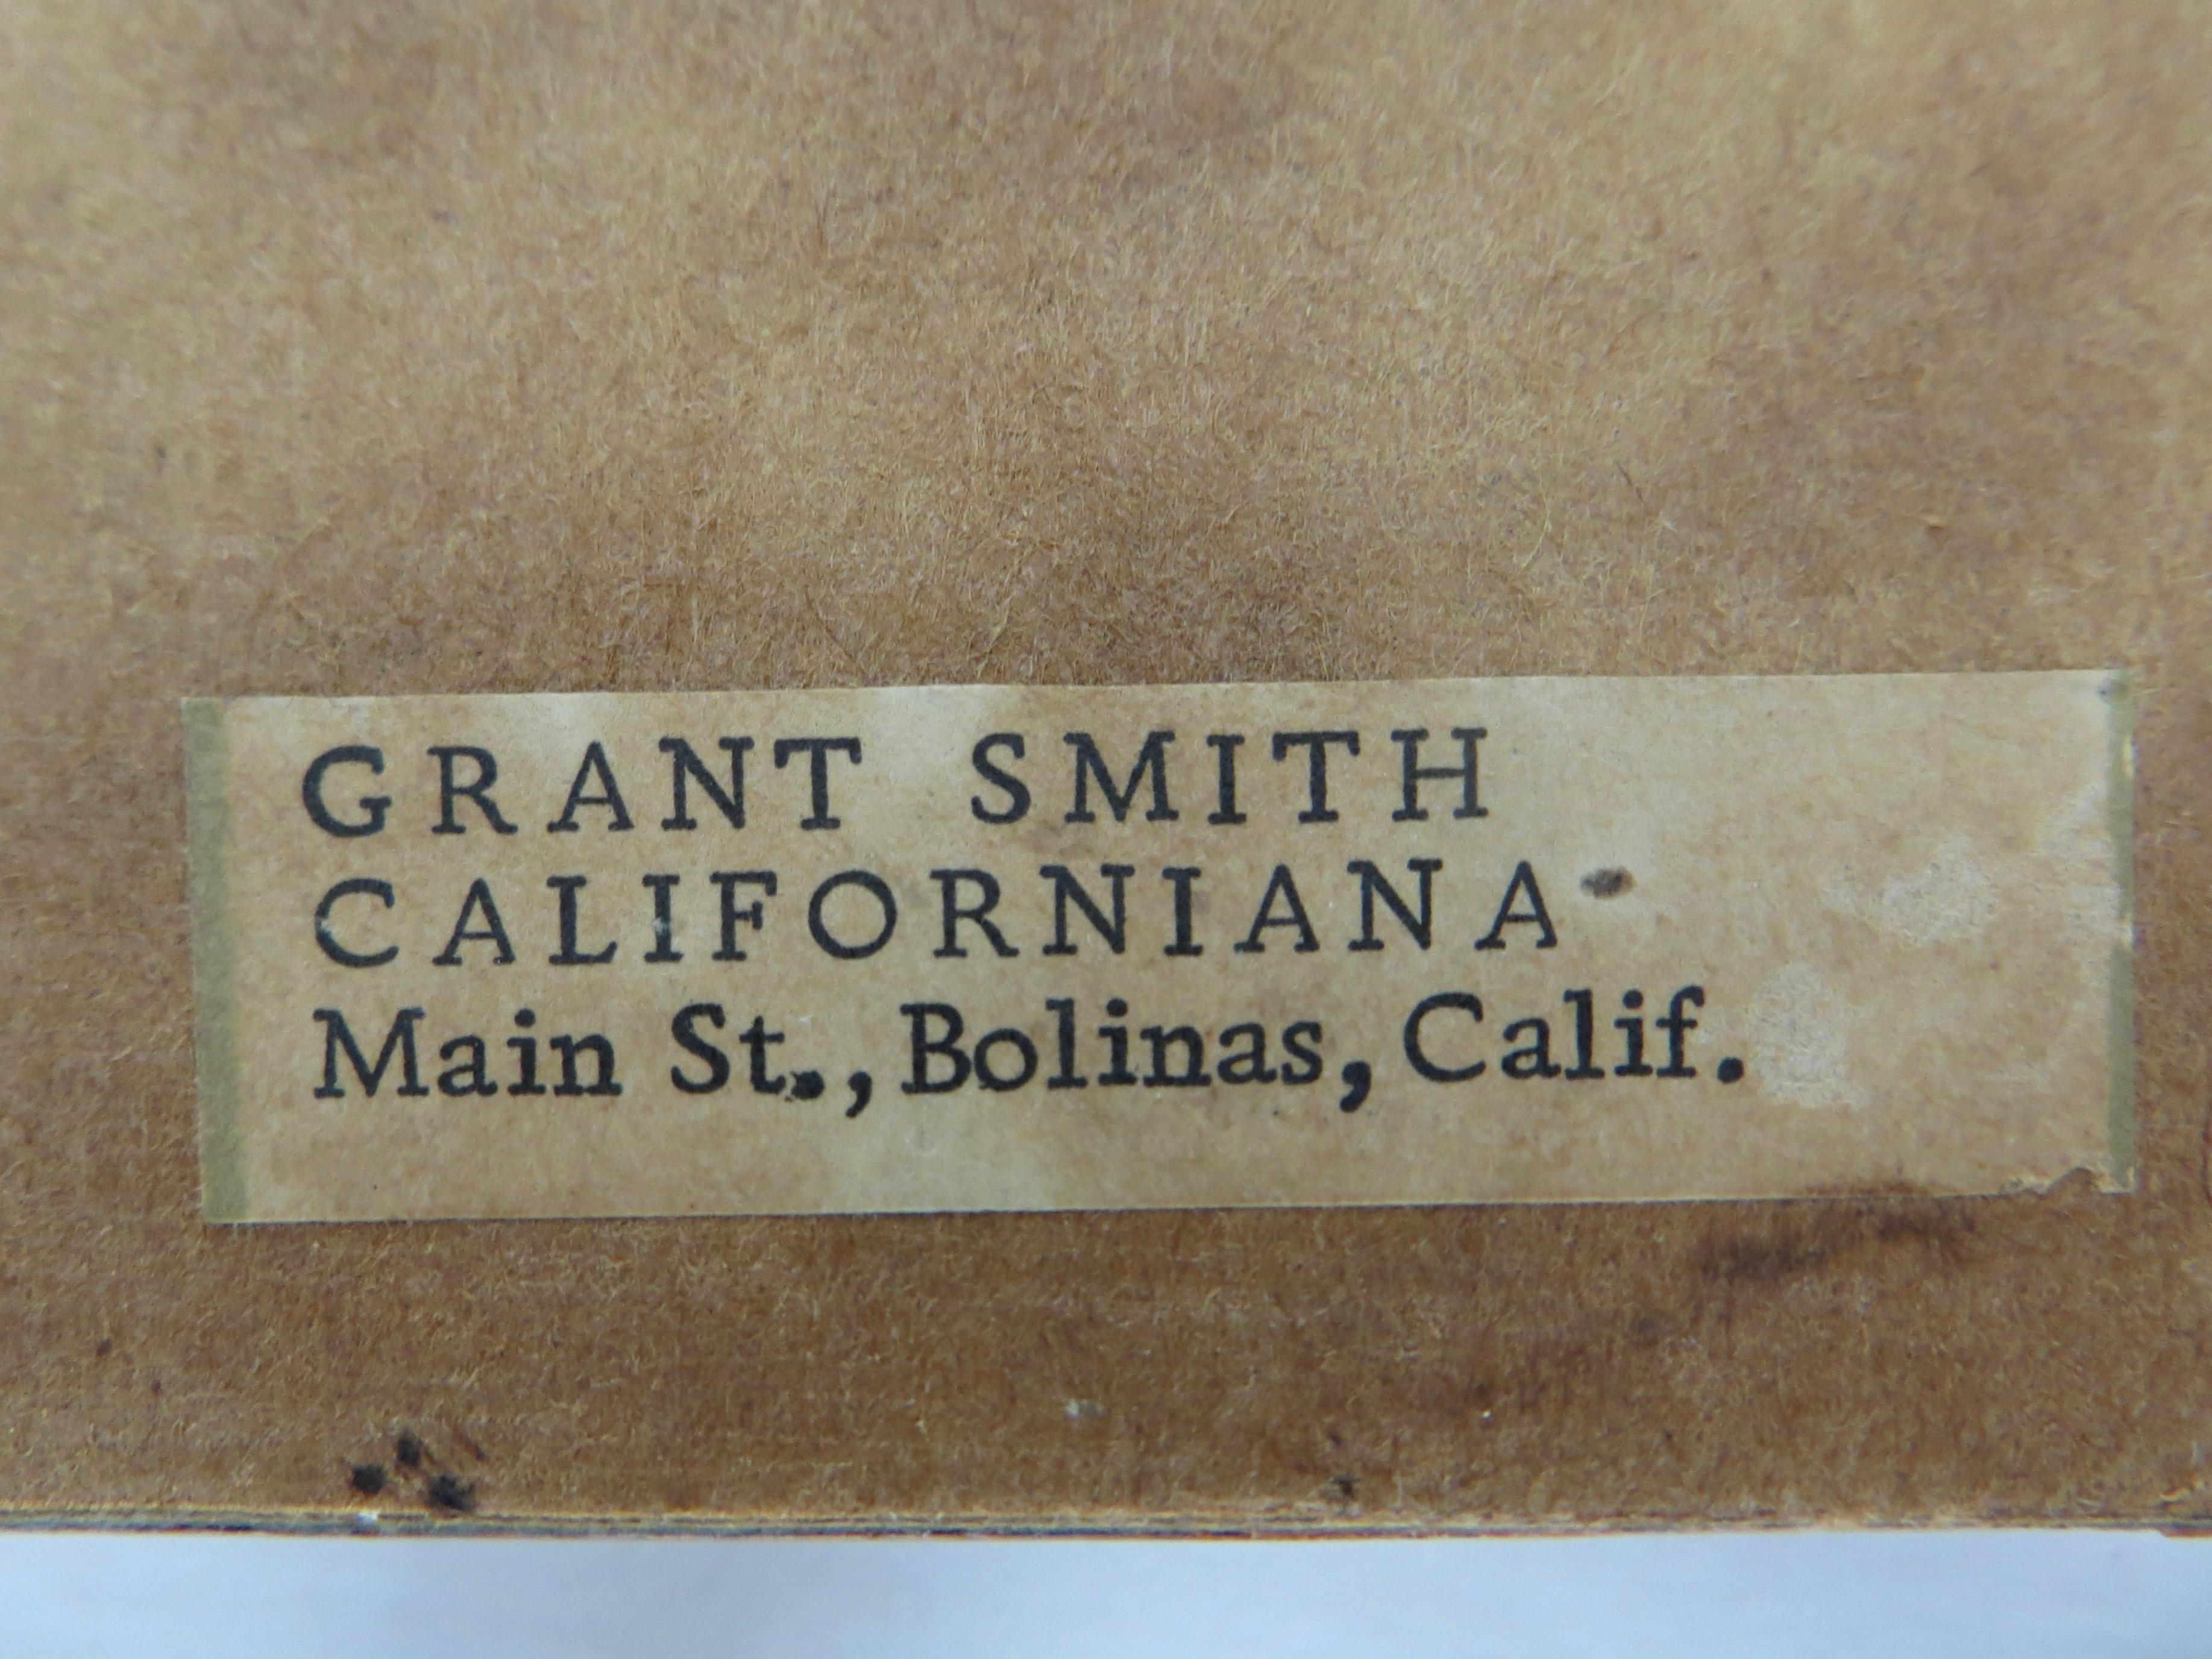 GRANT SMITH
CALIFORNIANA
Main St., Bolinas, Calif.